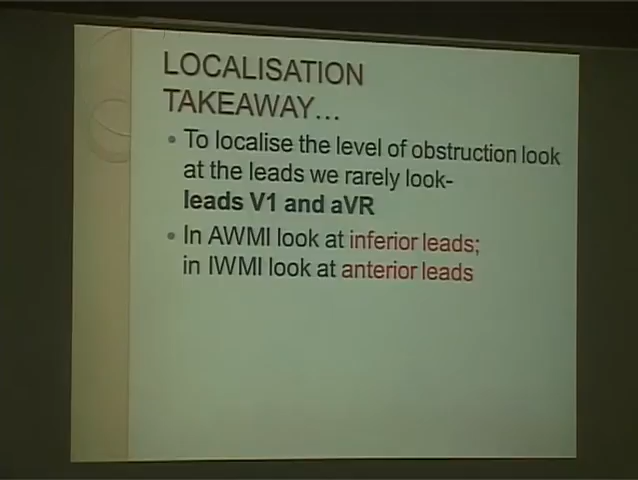 LOCALISATION
TAKEAWAY...
• To localise the level of obstruction look
at the leads we rarely look-
leads V1 and aVR
• In AWMI look at inferior leads;
in IWMI look at anterior leads